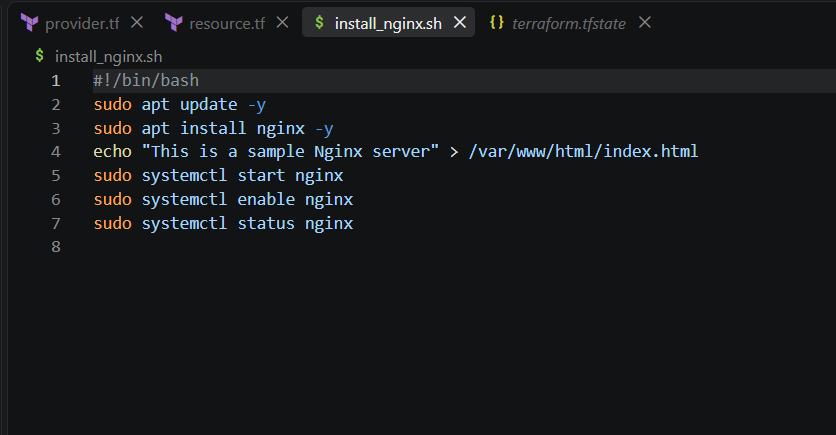 provider.tf resource.tf $ install_nginx.sh {} terraform.tfstate
$ install_nginx.sh
1 #!/bin/bash
2 sudo apt update -y
3 sudo apt install nginx -y
4 echo "This is a sample Nginx server" > /var/www/html/index.html
5 sudo systemctl start nginx
6 sudo systemctl enable nginx
7 sudo systemctl status nginx
8